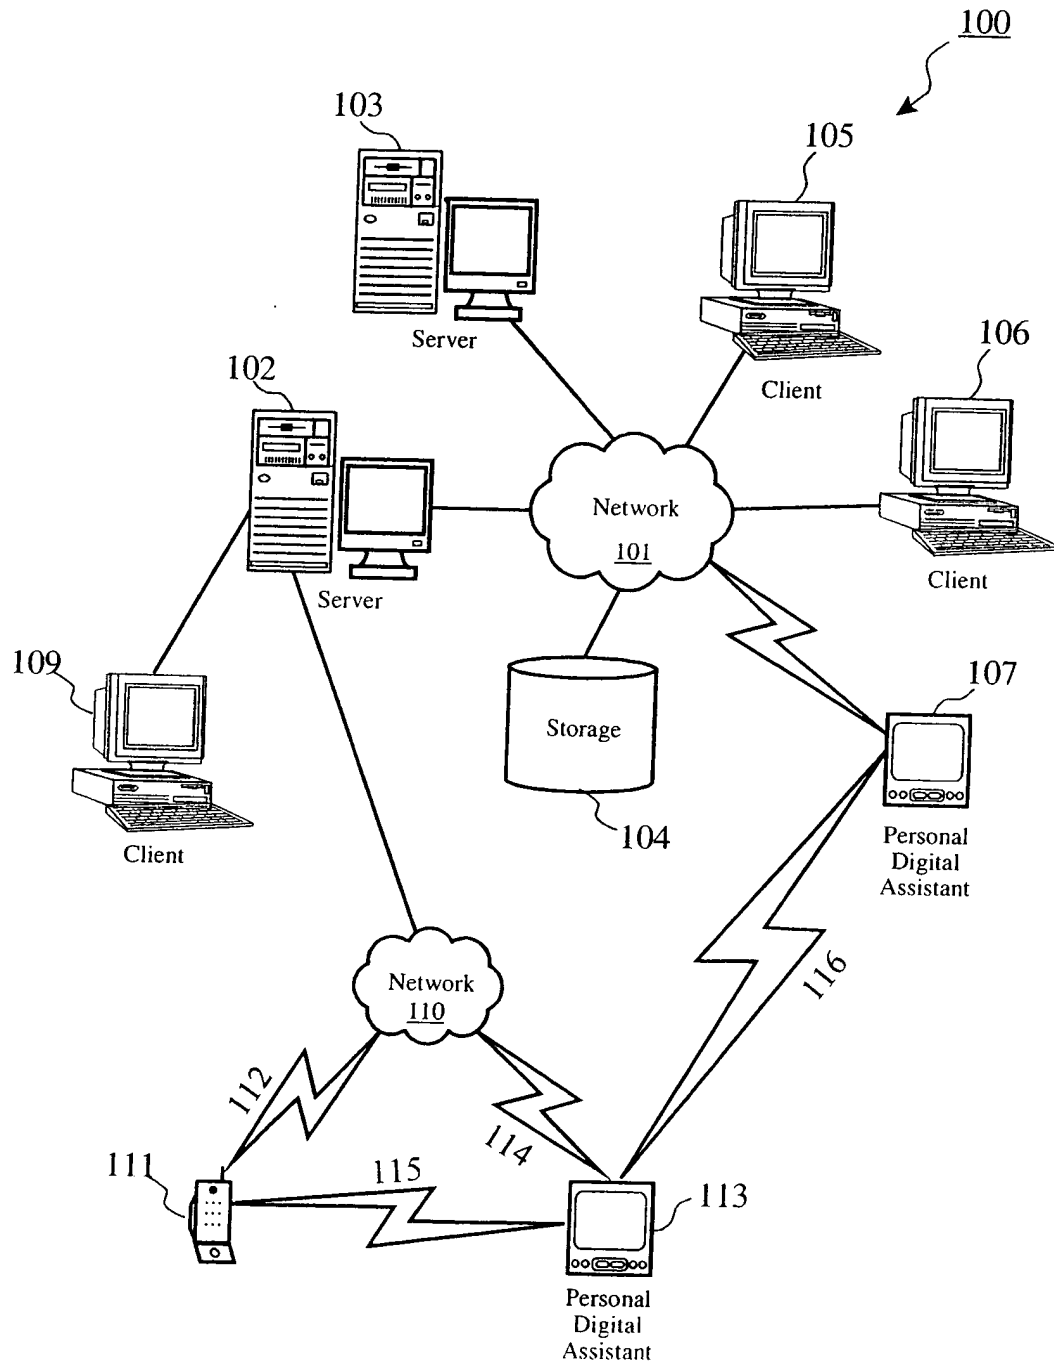 100
103
105
Server
106
102
Client
Network
101
Client
Server
109
107
Storage
Client
104
Personal
Digital
Assistant
116
Network
110
112
114
111
115
113
Personal
Digital
Assistant